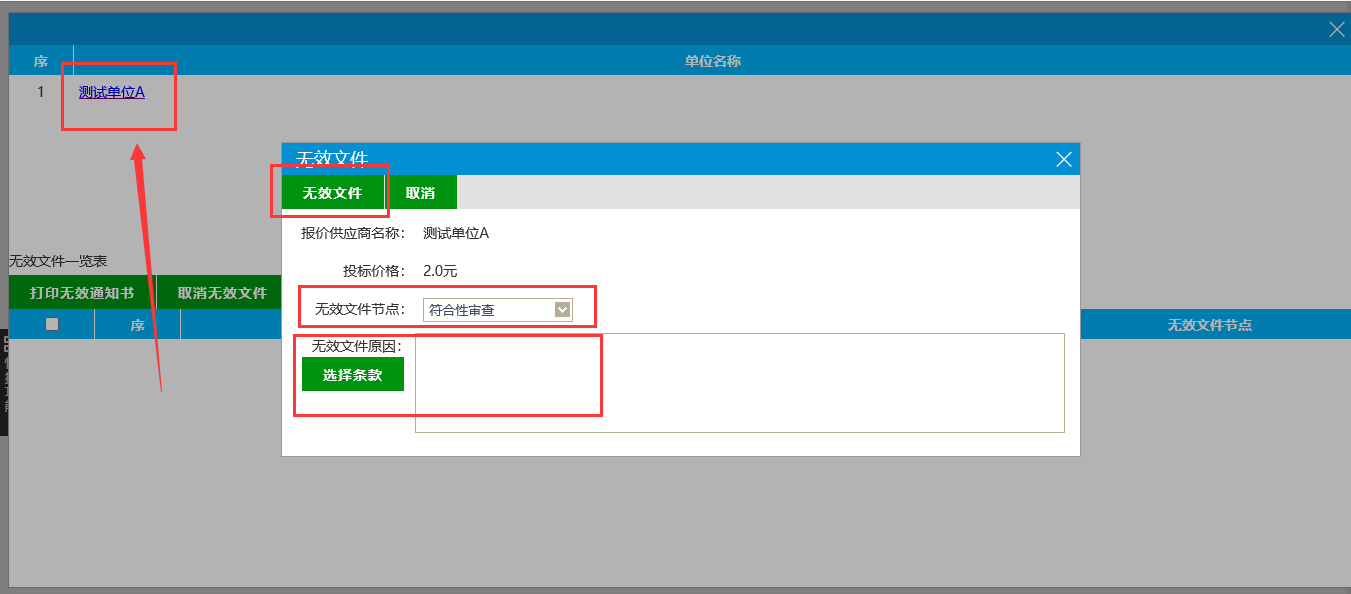 序 单位名称
1 测试单位A
无效文件
无效文件 取消
报价供应商名称： 测试单位A
投标价格： 2.0元
无效文件节点： 符合性审查
无效文件原因：
选择条款
无效文件一览表
打印无效通知书 取消无效文件
序 无效文件节点